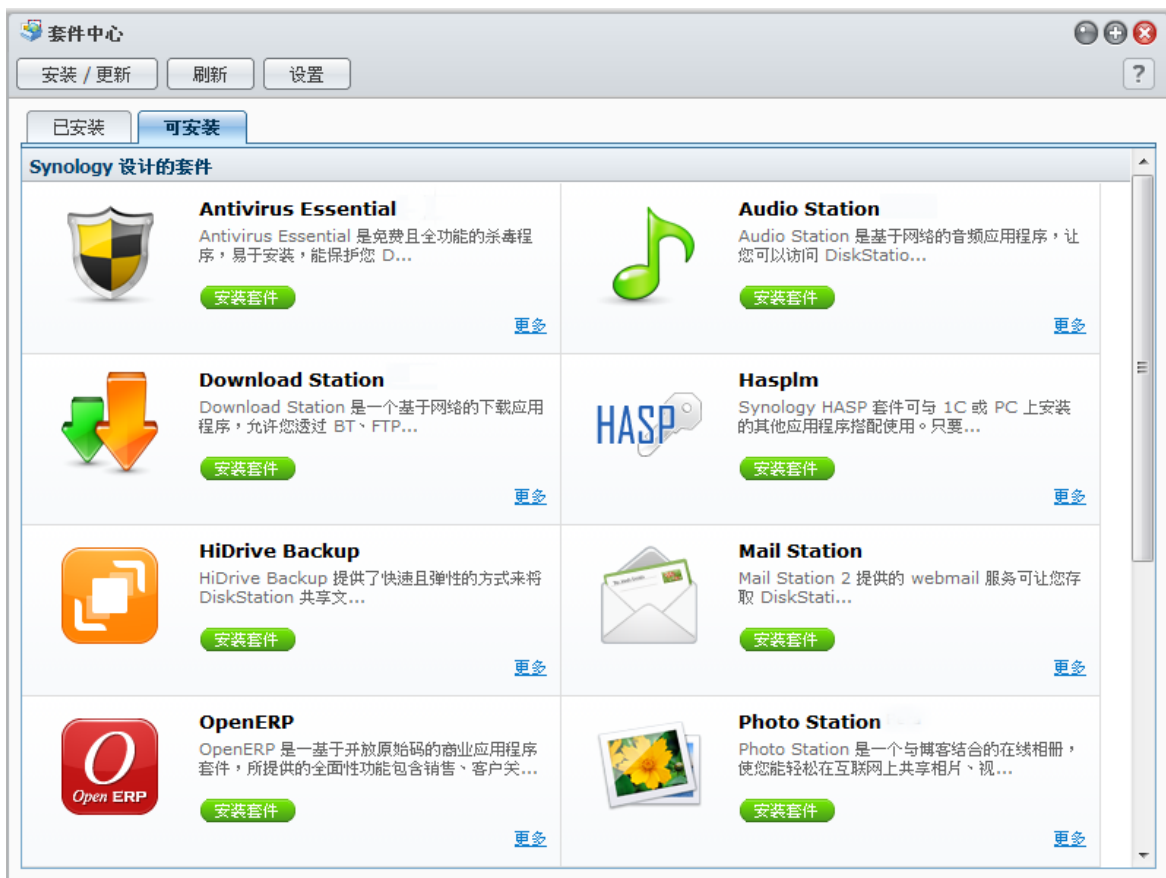 套件中心
安装 / 更新
刷新
设置
?
已安装
可安装
Synology 设计的套件
Antivirus Essential
Antivirus Essential 是免费且全功能的杀毒程
序，易于安装，能保护您 D...
安装套件
更多
Audio Station
Audio Station 是基于网络的音频应用程序，让
您可以访问 DiskStatio...
安装套件
更多
Download Station
Download Station 是一个基于网络的下载应用
程序，允许您透过 BT、FTP...
安装套件
更多
HASP
Hasplm
Synology HASP 套件可与 1C 或 PC 上安装
的其他应用程序搭配使用。只要...
安装套件
更多
HiDrive Backup
HiDrive Backup 提供了快速且弹性的方式来将
DiskStation 共享文...
安装套件
更多
Mail Station
Mail Station 2 提供的 webmail 服务可让您存
取 DiskStati...
安装套件
更多
Open ERP
OpenERP
OpenERP 是一基于开放原始码的商业应用程序
套件，所提供的全面性功能包含销售、客户关...
安装套件
更多
Photo Station
Photo Station 是一个与博客结合的在线相册，
使您能轻松在互联网上共享相片、视...
安装套件
更多